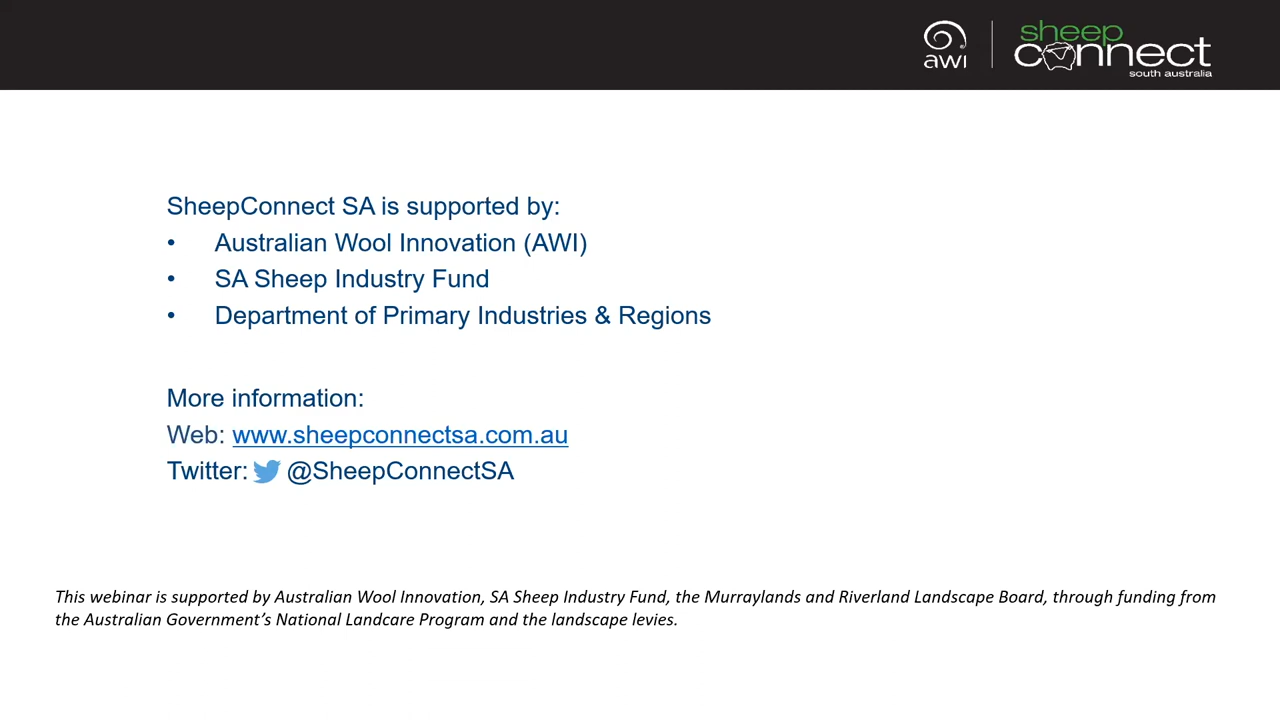 AWI
sheep
connect
south australia
SheepConnect SA is supported by:
• Australian Wool Innovation (AWI)
• SA Sheep Industry Fund
• Department of Primary Industries & Regions
More information:
Web: www.sheepconnectsa.com.au
Twitter: @SheepConnectSA
This webinar is supported by Australian Wool Innovation, SA Sheep Industry Fund, the Murraylands and Riverland Landscape Board, through funding from
the Australian Government’s National Landcare Program and the landscape levies.